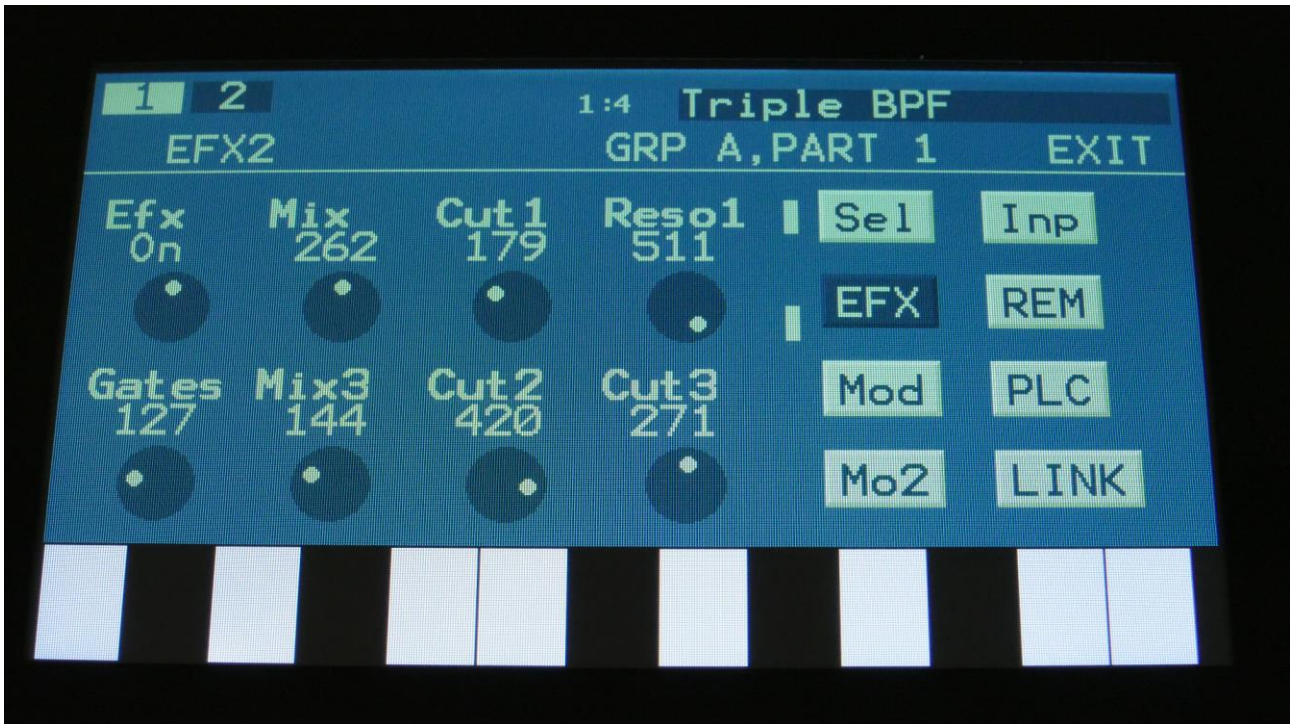 1 2 1:4 Triple BPF
EFX2 GRP A,PART 1 EXIT
Efx Mix Cut1 Reso1 Sel Inp
On 262 179 511
EFX REM
Gates Mix3 Cut2 Cut3 Mod PLC
127 144 420 271
Mo2 LINK